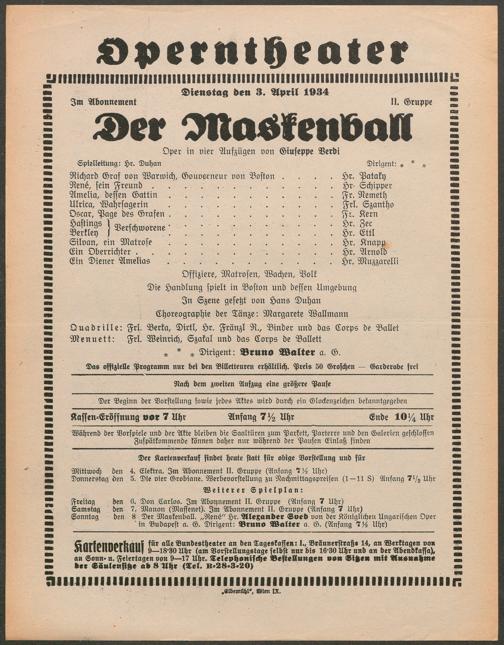 Operntheater
Dienstag den 3. April 1934
Im Abonnement II. Gruppe
Der Maskenball
Oper in vier Aufzügen von Giuseppe Verdi
Spielleitung: Hr. Duhan Dirigent: * * *
Richard Graf von Warwich, Gouverneur von Boston . . . . Hr. Pataky
René, sein Freund . . . . Hr. Schipper
Amelia, dessen Gattin . . . . Fr. Nemeth
Ulrica, Wahrsagerin . . . . Frl. Szantho
Oscar, Page des Grafen . . . . Fr. Kern
Hastings } Verschworene . . . . Hr. Zec
Berkley } Hr. Ettl
Silvan, ein Matrose . . . . Hr. Knapp
Ein Oberrichter . . . . Hr. Arnold
Ein Diener Amelias . . . . Hr. Muzzarelli
Offiziere, Matrosen, Wachen, Volk
Die Handlung spielt in Boston und dessen Umgebung
In Szene gesetzt von Hans Duhan
Choreographie der Tänze: Margarete Wallmann
Quadrille: Frl. Berka, Dirtl, Hr. Fränzl R., Binder und das Corps de Ballet
Menuett: Frl. Weinrich, Szakal und das Corps de Ballett
* * * Dirigent: Bruno Walter a. G.
Das offizielle Programm nur bei den Billetteuren erhältlich. Preis 50 Groschen — Garderobe frei
Nach dem zweiten Aufzug eine größere Pause
Der Beginn der Vorstellung sowie jedes Aktes wird durch ein Glockenzeichen bekanntgegeben
Kassen-Eröffnung vor 7 Uhr Anfang 7½ Uhr Ende 10¼ Uhr
Während der Vorspiele und der Akte bleiben die Saaltüren zum Parkett, Parterre und den Galerien geschlossen
Zuspätkommende können daher nur während der Pausen Einlaß finden
Der Kartenverkauf findet heute statt für obige Vorstellung und für
Mittwoch den 4. Elektra. Im Abonnement II. Gruppe (Anfang 7½ Uhr)
Donnerstag den 5. Die vier Grobiane. Werbevorstellung zu Nachmittagspreisen (1—11 S) Anfang 7½ Uhr)
Weiterer Spielplan:
Freitag den 6. Don Carlos. Im Abonnement II. Gruppe (Anfang 7 Uhr)
Samstag den 7. Manon (Massenet). Im Abonnement II. Gruppe (Anfang 7 Uhr)
Sonntag den 8 Der Maskenball. „René“ Hr. Alexander Sved von der Königlichen Ungarischen Oper
in Budapest a. G. Dirigent: Bruno Walter a. G. (Anfang 7½ Uhr)
Kartenverkauf für alle Bundestheater an den Tageskassen: I., Bräunerstraße 14, an Werktagen von
9—18·30 Uhr (am Vorstellungstage selbst nur bis 16·30 Uhr und an der Abendkassa),
an Sonn- u. Feiertagen von 9—17 Uhr. Telephonische Bestellungen von Sitzen mit Ausnahme
der Säulensitze ab 8 Uhr (Tel. R-28-3-20)
„Elbemühl“, Wien IX.